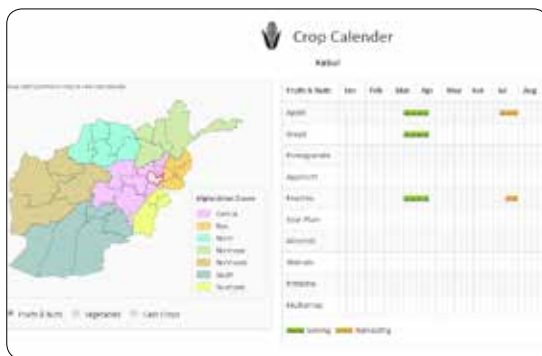 Crop Calender
Kabul
Fruits & Nuts Jan Feb Mar Apr May Jun Jul Aug
Apple
Grape
Pomegranate
Apricot
Peaches
Sour Plum
Almonds
Walnuts
Pistachio
Mulberries
Sowing Harvesting
Afghanistan Zones
Central
East
North
Northeast
Northwest
South
Southeast
Fruits & Nuts Vegetables Cash Crops